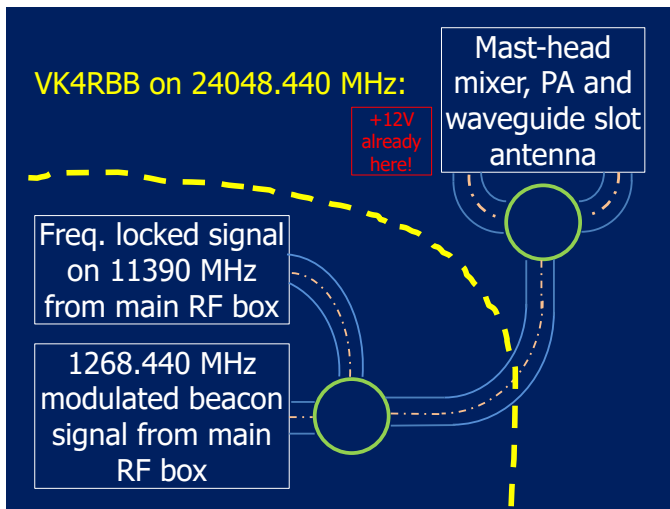 VK4RBB on 24048.440 MHz:
Mast-head
mixer, PA and
waveguide slot
antenna
+12V
already
here!
Freq. locked signal
on 11390 MHz
from main RF box
1268.440 MHz
modulated beacon
signal from main
RF box